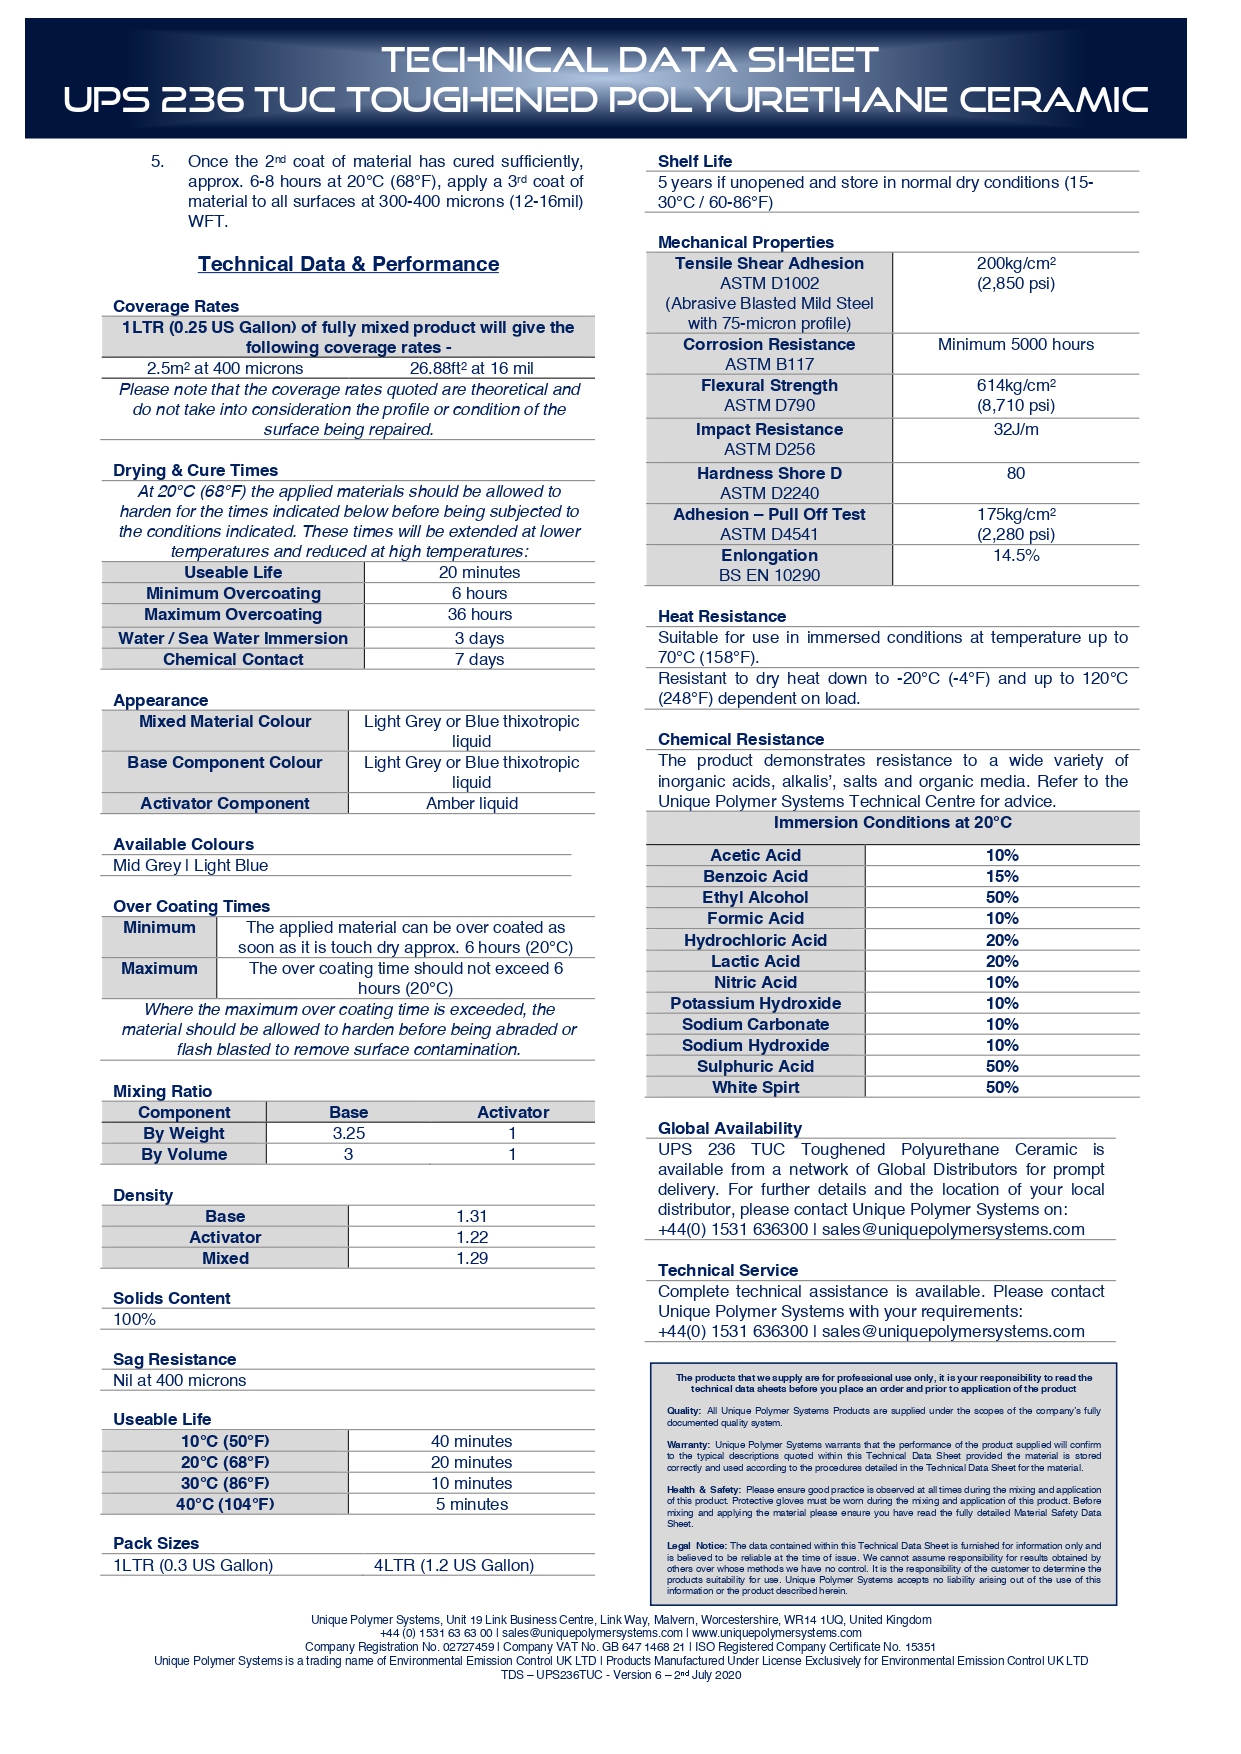 TECHNICAL DATA SHEET
UPS 236 TUC TOUGHENED POLYURETHANE CERAMIC
5. Once the 2nd coat of material has cured sufficiently,
approx. 6-8 hours at 20°C (68°F), apply a 3rd coat of
material to all surfaces at 300-400 microns (12-16mil)
WFT.
Technical Data & Performance
Coverage Rates
1LTR (0.25 US Gallon) of fully mixed product will give the
following coverage rates -
2.5m² at 400 microns 26.88ft² at 16 mil
Please note that the coverage rates quoted are theoretical and
do not take into consideration the profile or condition of the
surface being repaired.
Drying & Cure Times
At 20°C (68°F) the applied materials should be allowed to
harden for the times indicated below before being subjected to
the conditions indicated. These times will be extended at lower
temperatures and reduced at high temperatures:
Useable Life 20 minutes
Minimum Overcoating 6 hours
Maximum Overcoating 36 hours
Water / Sea Water Immersion 3 days
Chemical Contact 7 days
Appearance
Mixed Material Colour Light Grey or Blue thixotropic
liquid
Base Component Colour Light Grey or Blue thixotropic
liquid
Activator Component Amber liquid
Available Colours
Mid Grey | Light Blue
Over Coating Times
Minimum The applied material can be over coated as
soon as it is touch dry approx. 6 hours (20°C)
Maximum The over coating time should not exceed 6
hours (20°C)
Where the maximum over coating time is exceeded, the
material should be allowed to harden before being abraded or
flash blasted to remove surface contamination.
Mixing Ratio
Component Base Activator
By Weight 3.25 1
By Volume 3 1
Density
Base 1.31
Activator 1.22
Mixed 1.29
Solids Content
100%
Sag Resistance
Nil at 400 microns
Useable Life
10°C (50°F) 40 minutes
20°C (68°F) 20 minutes
30°C (86°F) 10 minutes
40°C (104°F) 5 minutes
Pack Sizes
1LTR (0.3 US Gallon) 4LTR (1.2 US Gallon)
Shelf Life
5 years if unopened and store in normal dry conditions (15-
30°C / 60-86°F)
Mechanical Properties
Tensile Shear Adhesion 200kg/cm²
ASTM D1002 (2,850 psi)
(Abrasive Blasted Mild Steel
with 75-micron profile)
Corrosion Resistance Minimum 5000 hours
ASTM B117
Flexural Strength 614kg/cm²
ASTM D790 (8,710 psi)
Impact Resistance 32J/m
ASTM D256
Hardness Shore D 80
ASTM D2240
Adhesion – Pull Off Test 175kg/cm²
ASTM D4541 (2,280 psi)
Enlongation 14.5%
BS EN 10290
Heat Resistance
Suitable for use in immersed conditions at temperature up to
70°C (158°F).
Resistant to dry heat down to -20°C (-4°F) and up to 120°C
(248°F) dependent on load.
Chemical Resistance
The product demonstrates resistance to a wide variety of
inorganic acids, alkalis’, salts and organic media. Refer to the
Unique Polymer Systems Technical Centre for advice.
Immersion Conditions at 20°C
Acetic Acid 10%
Benzoic Acid 15%
Ethyl Alcohol 50%
Formic Acid 10%
Hydrochloric Acid 20%
Lactic Acid 20%
Nitric Acid 10%
Potassium Hydroxide 10%
Sodium Carbonate 10%
Sodium Hydroxide 10%
Sulphuric Acid 50%
White Spirt 50%
Global Availability
UPS 236 TUC Toughened Polyurethane Ceramic is
available from a network of Global Distributors for prompt
delivery. For further details and the location of your local
distributor, please contact Unique Polymer Systems on:
+44(0) 1531 636300 | sales@uniquepolymersystems.com
Technical Service
Complete technical assistance is available. Please contact
Unique Polymer Systems with your requirements:
+44(0) 1531 636300 | sales@uniquepolymersystems.com
The products that we supply are for professional use only, it is your responsibility to read the
technical data sheets before you place an order and prior to application of the product
Quality: All Unique Polymer Systems Products are supplied under the scopes of the company's fully
documented quality system.
Warranty: Unique Polymer Systems warrants that the performance of the product supplied will confirm
to the typical descriptions quoted within this Technical Data Sheet provided the material is stored
correctly and used according to the procedures detailed in the Technical Data Sheet for the material.
Health & Safety: Please ensure good practice is observed at all times during the mixing and application
of this product. Protective gloves must be worn during the mixing and application of this product. Before
mixing and applying the material please ensure you have read the fully detailed Material Safety Data
Sheet.
Legal Notice: The data contained within this Technical Data Sheet is furnished for information only and
is believed to be reliable at the time of issue. We cannot assume responsibility for results obtained by
others over whose methods we have no control. It is the responsibility of the customer to determine the
products suitability for use. Unique Polymer Systems accepts no liability arising out of the use of this
information or the product described herein.
Unique Polymer Systems, Unit 19 Link Business Centre, Link Way, Malvern, Worcestershire, WR14 1UQ, United Kingdom
+44 (0) 1531 63 63 00 | sales@uniquepolymersystems.com | www.uniquepolymersystems.com
Company Registration No. 02727459 | Company VAT No. GB 647 1468 21 | ISO Registered Company Certificate No. 15351
Unique Polymer Systems is a trading name of Environmental Emission Control UK LTD | Products Manufactured Under License Exclusively for Environmental Emission Control UK LTD
TDS – UPS236TUC - Version 6 – 2nd July 2020